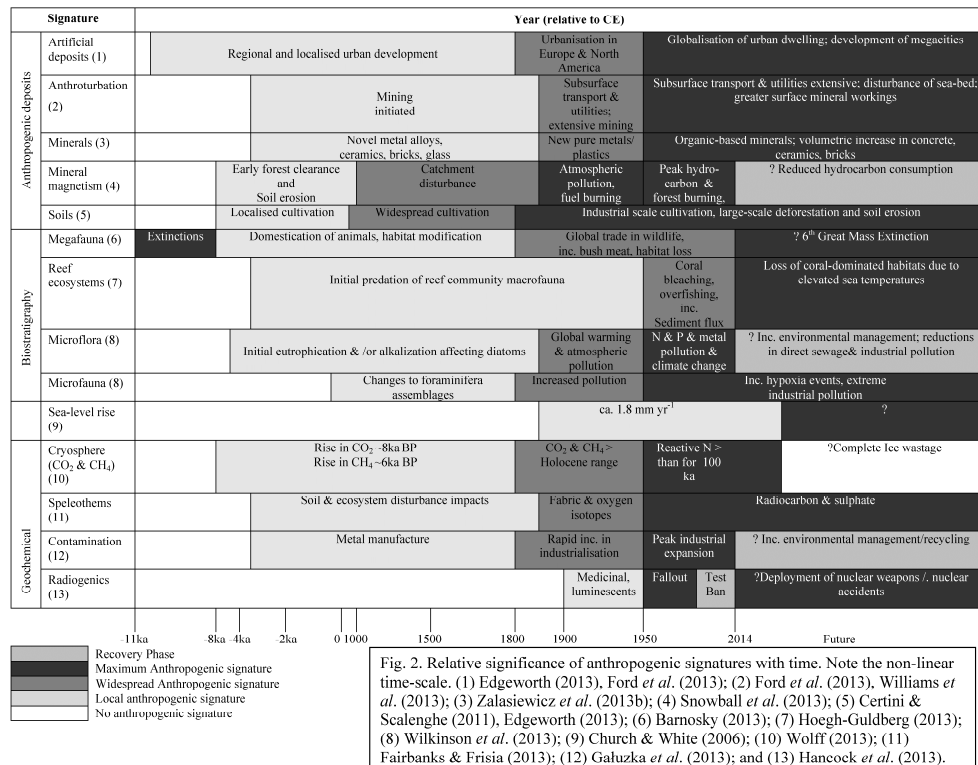 Signature
Year (relative to CE)
Anthropogenic deposits
Artificial
deposits (1)
Regional and localised urban development
Urbanisation in
Europe & North
America
Globalisation of urban dwelling; development of megacities
Anthroturbation
(2)
Mining
initiated
Subsurface
transport &
utilities;
extensive mining
Subsurface transport & utilities extensive; disturbance of sea-bed;
greater surface mineral workings
Minerals (3)
Novel metal alloys,
ceramics, bricks, glass
New pure metals/
plastics
Organic-based minerals; volumetric increase in concrete,
ceramics, bricks
Mineral
magnetism (4)
Early forest clearance
and
Soil erosion
Catchment
disturbance
Atmospheric
pollution,
fuel burning
Peak hydro-
carbon &
forest burning,
? Reduced hydrocarbon consumption
Soils (5)
Localised cultivation
Widespread cultivation
Industrial scale cultivation, large-scale deforestation and soil erosion
Biostratigraphy
Megafauna (6)
Extinctions
Domestication of animals, habitat modification
Global trade in wildlife,
inc. bush meat, habitat loss
? 6th Great Mass Extinction
Reef
ecosystems (7)
Initial predation of reef community macrofauna
Coral
bleaching,
overfishing,
inc.
Sediment flux
Loss of coral-dominated habitats due to
elevated sea temperatures
Microflora (8)
Initial eutrophication & /or alkalization affecting diatoms
Global warming
& atmospheric
pollution
N & P & metal
pollution &
climate change
? Inc. environmental management; reductions
in direct sewage& industrial pollution
Microfauna (8)
Changes to foraminifera
assemblages
Increased pollution
Inc. hypoxia events, extreme
industrial pollution
Sea-level rise
(9)
ca. 1.8 mm yr-1
?
Geochemical
Cryosphere
(CO2 & CH4)
(10)
Rise in CO2 ~8ka BP
Rise in CH4 ~6ka BP
CO2 & CH4 >
Holocene range
Reactive N >
than for 100
ka
?Complete Ice wastage
Speleothems
(11)
Soil & ecosystem disturbance impacts
Fabric & oxygen
isotopes
Radiocarbon & sulphate
Contamination
(12)
Metal manufacture
Rapid inc. in
industrialisation
Peak industrial
expansion
? Inc. environmental management/recycling
Radiogenics
(13)
Medicinal,
luminescents
Fallout
Test
Ban
?Deployment of nuclear weapons /. nuclear
accidents
-11ka -8ka -4ka -2ka 0 1000 1500 1800 1900 1950 2014 Future
Recovery Phase
Maximum Anthropogenic signature
Widespread Anthropogenic signature
Local anthropogenic signature
No anthropogenic signature
Fig. 2. Relative significance of anthropogenic signatures with time. Note the non-linear
time-scale. (1) Edgeworth (2013), Ford et al. (2013); (2) Ford et al. (2013), Williams et
al. (2013); (3) Zalasiewicz et al. 2013b); (4) Snowball et al. (2013); (5) Certini &
Scalenghe (2011), Edgeworth (2013); (6) Barnosky (2013); (7) Hoegh-Guldberg (2013);
(8) Wilkinson et al. (2013); (9) Church & White (2006); (10) Wolff (2013); (11)
Fairbanks & Frisia (2013); (12) Gałuzka et al. (2013); and (13) Hancock et al. (2013).